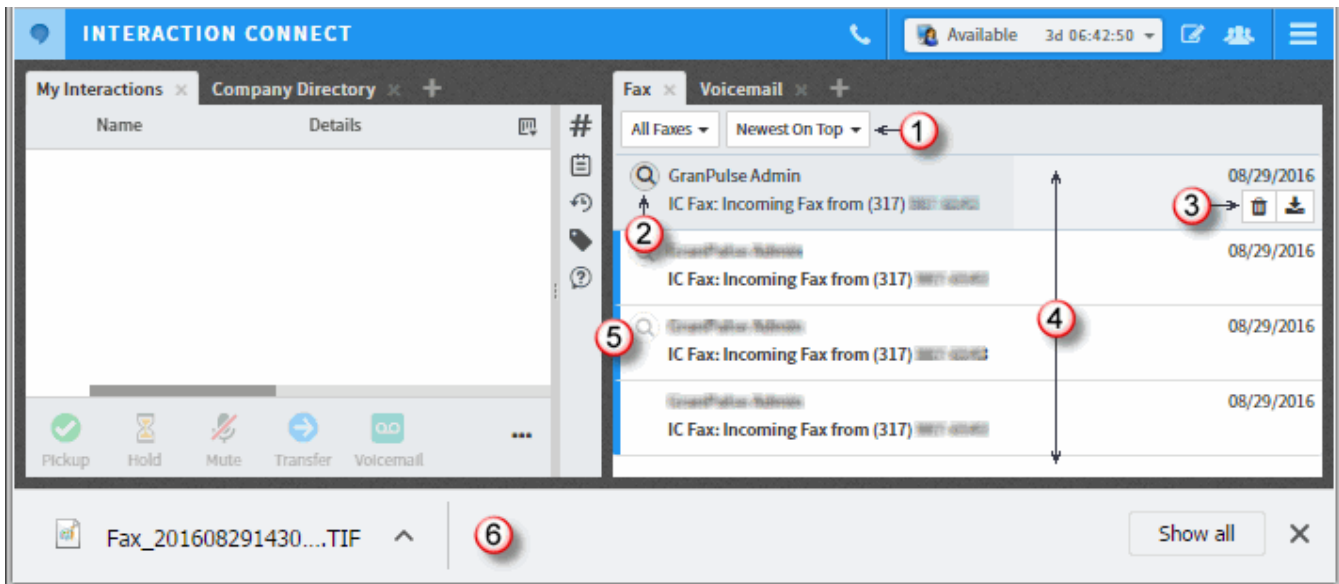 INTERACTION CONNECT
Available 3d 06:42:50
My Interactions × Company Directory × +
Name Details
Pickup Hold Mute Transfer Voicemail
Fax × Voicemail × +
All Faxes Newest On Top 1
GranPulse Admin 08/29/2016
IC Fax: Incoming Fax from (317)
2
3
08/29/2016
IC Fax: Incoming Fax from (317)
4
5
08/29/2016
IC Fax: Incoming Fax from (317)
08/29/2016
IC Fax: Incoming Fax from (317)
Fax_201608291430....TIF 6 Show all ×